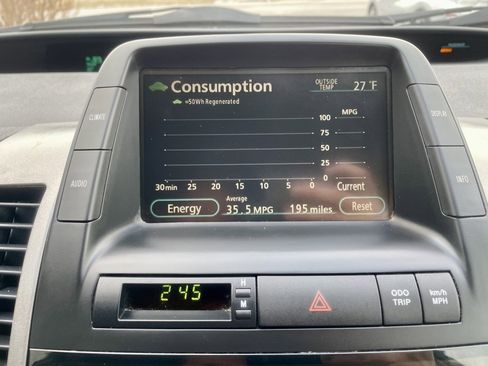 Consumption
OUTSIDE TEMP 27 °F
=50Wh Regenerated
MPG
100
75
50
25
0
30min 25 20 15 10 5 0
Current
Average
Energy 35.5 MPG 195 miles Reset
CLIMATE
AUDIO
DISPLAY
INFO
2 45
H
M
ODO
TRIP
km/h
MPH